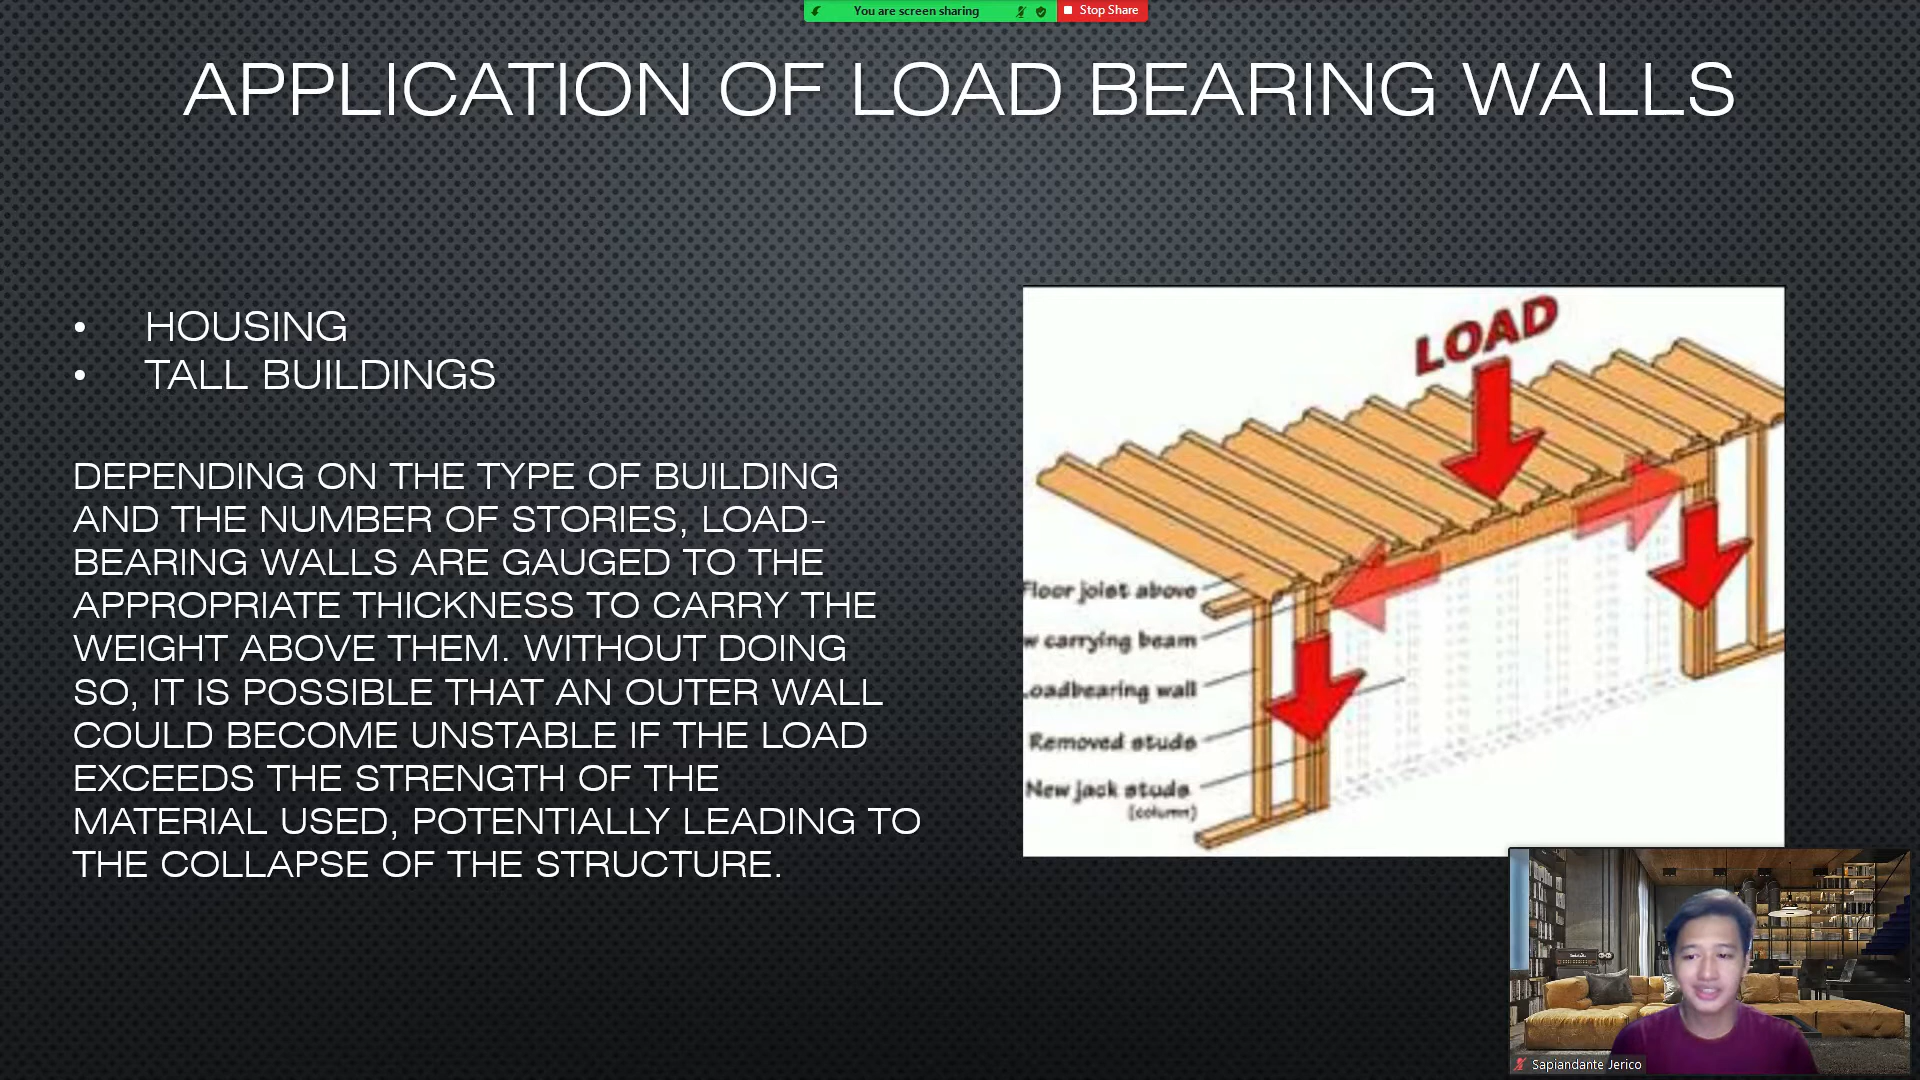 You are screen sharing
Stop Share
APPLICATION OF LOAD BEARING WALLS
• HOUSING
• TALL BUILDINGS
DEPENDING ON THE TYPE OF BUILDING
AND THE NUMBER OF STORIES, LOAD-
BEARING WALLS ARE GAUGED TO THE
APPROPRIATE THICKNESS TO CARRY THE
WEIGHT ABOVE THEM. WITHOUT DOING
SO, IT IS POSSIBLE THAT AN OUTER WALL
COULD BECOME UNSTABLE IF THE LOAD
EXCEEDS THE STRENGTH OF THE
MATERIAL USED, POTENTIALLY LEADING TO
THE COLLAPSE OF THE STRUCTURE.
LOAD
Floor joist above
w carrying beam
Loadbearing wall
Removed studs
New jack studs
(column)
Sapiandante Jerico